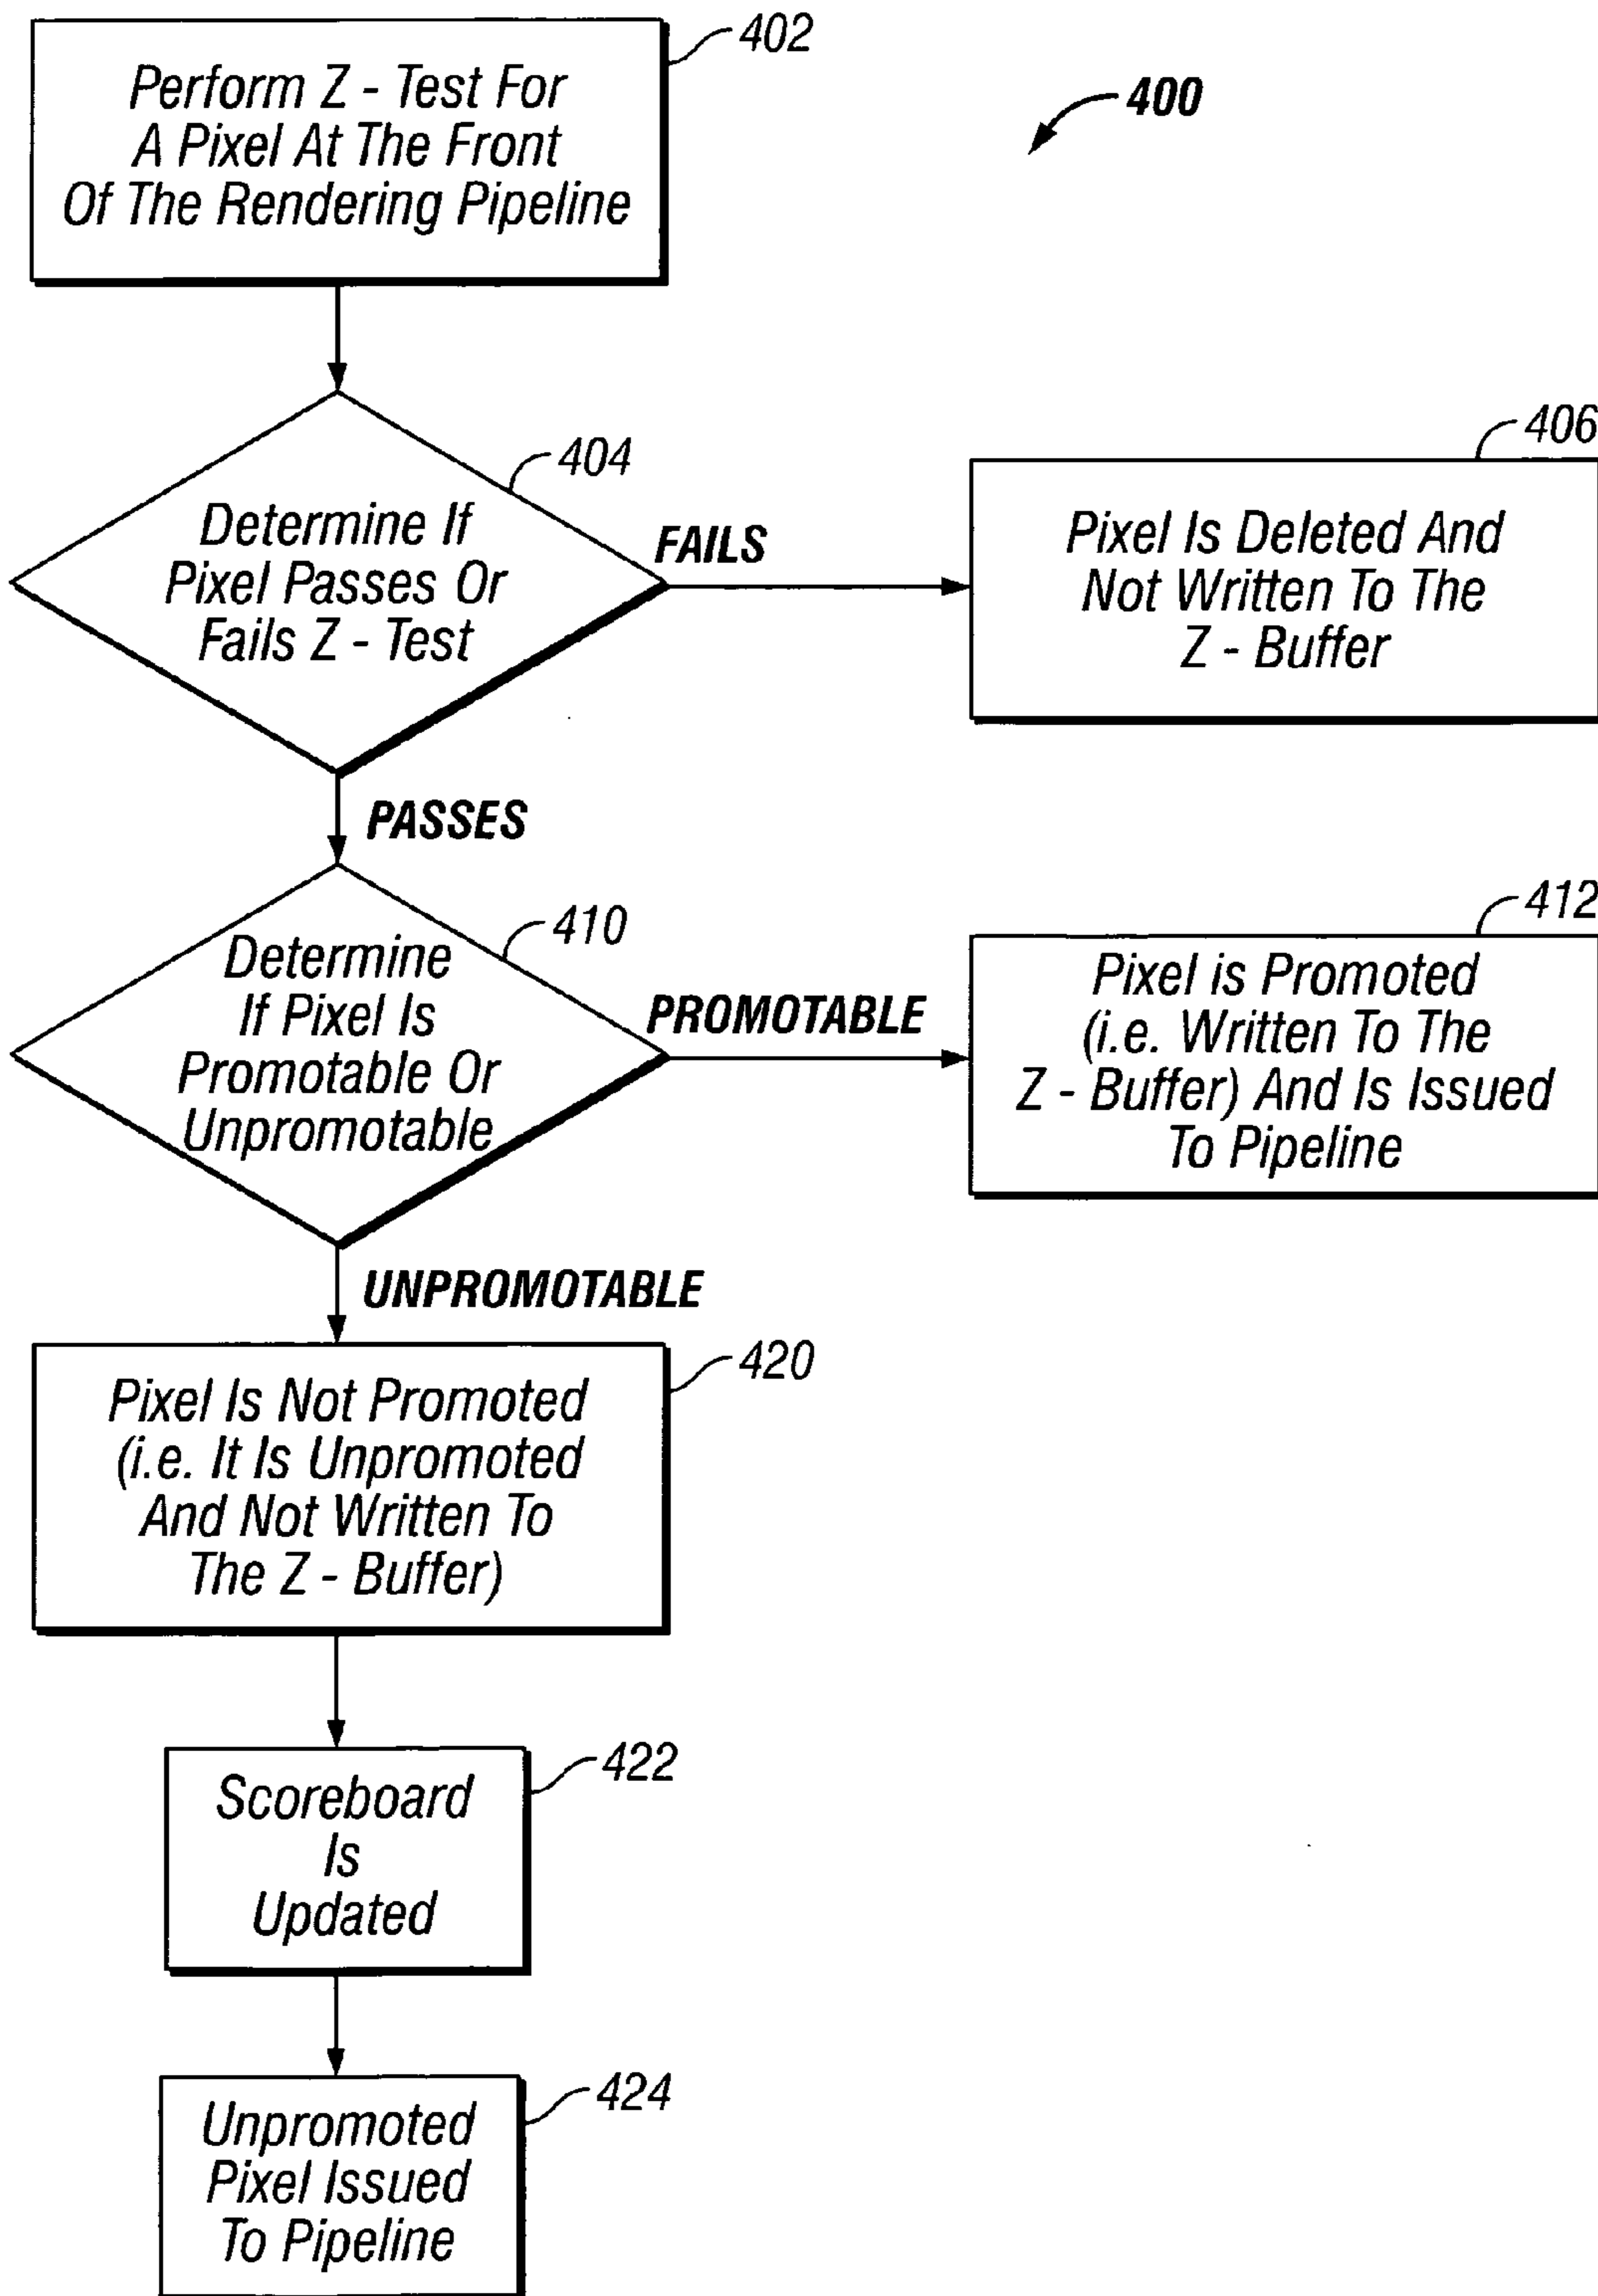 402
Perform Z - Test For
A Pixel At The Front
Of The Rendering Pipeline
400
404
Determine If
Pixel Passes Or
Fails Z - Test
FAILS
406
Pixel Is Deleted And
Not Written To The
Z - Buffer
PASSES
410
Determine
If Pixel Is
Promotable Or
Unpromotable
PROMOTABLE
412
Pixel is Promoted
(i.e. Written To The
Z - Buffer) And Is Issued
To Pipeline
UNPROMOTABLE
420
Pixel Is Not Promoted
(i.e. It Is Unpromoted
And Not Written To
The Z - Buffer)
422
Scoreboard
Is
Updated
424
Unpromoted
Pixel Issued
To Pipeline